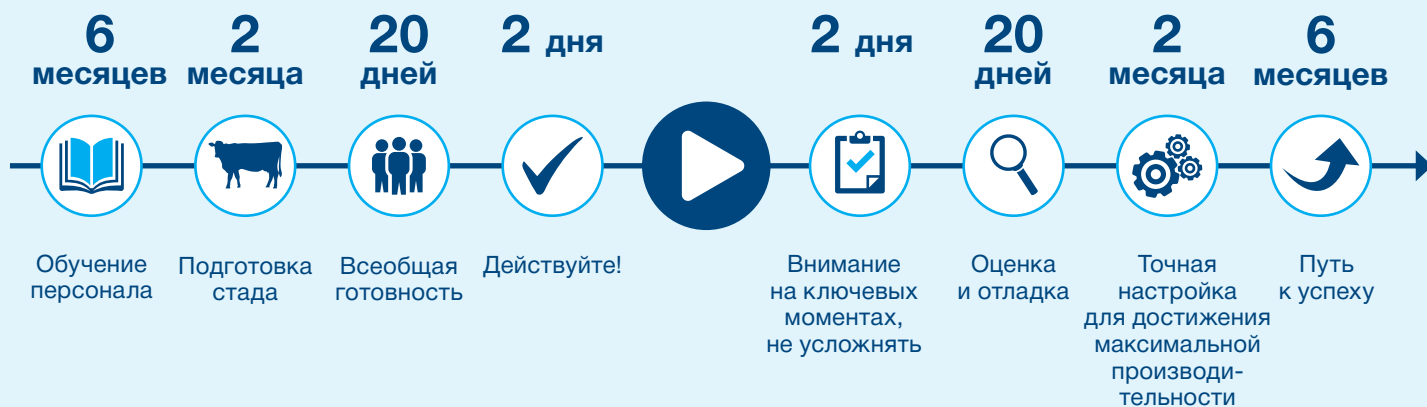 6
месяцев
2
месяца
20
дней
2 дня
2 дня
20
дней
2
месяца
6
месяцев
Обучение
персонала
Подготовка
стада
Всеобщая
готовность
Действуйте!
Внимание
на ключевых
моментах,
не усложнять
Оценка
и отладка
Точная
настройка
для достижения
максимальной
производи-
тельности
Путь
к успеху